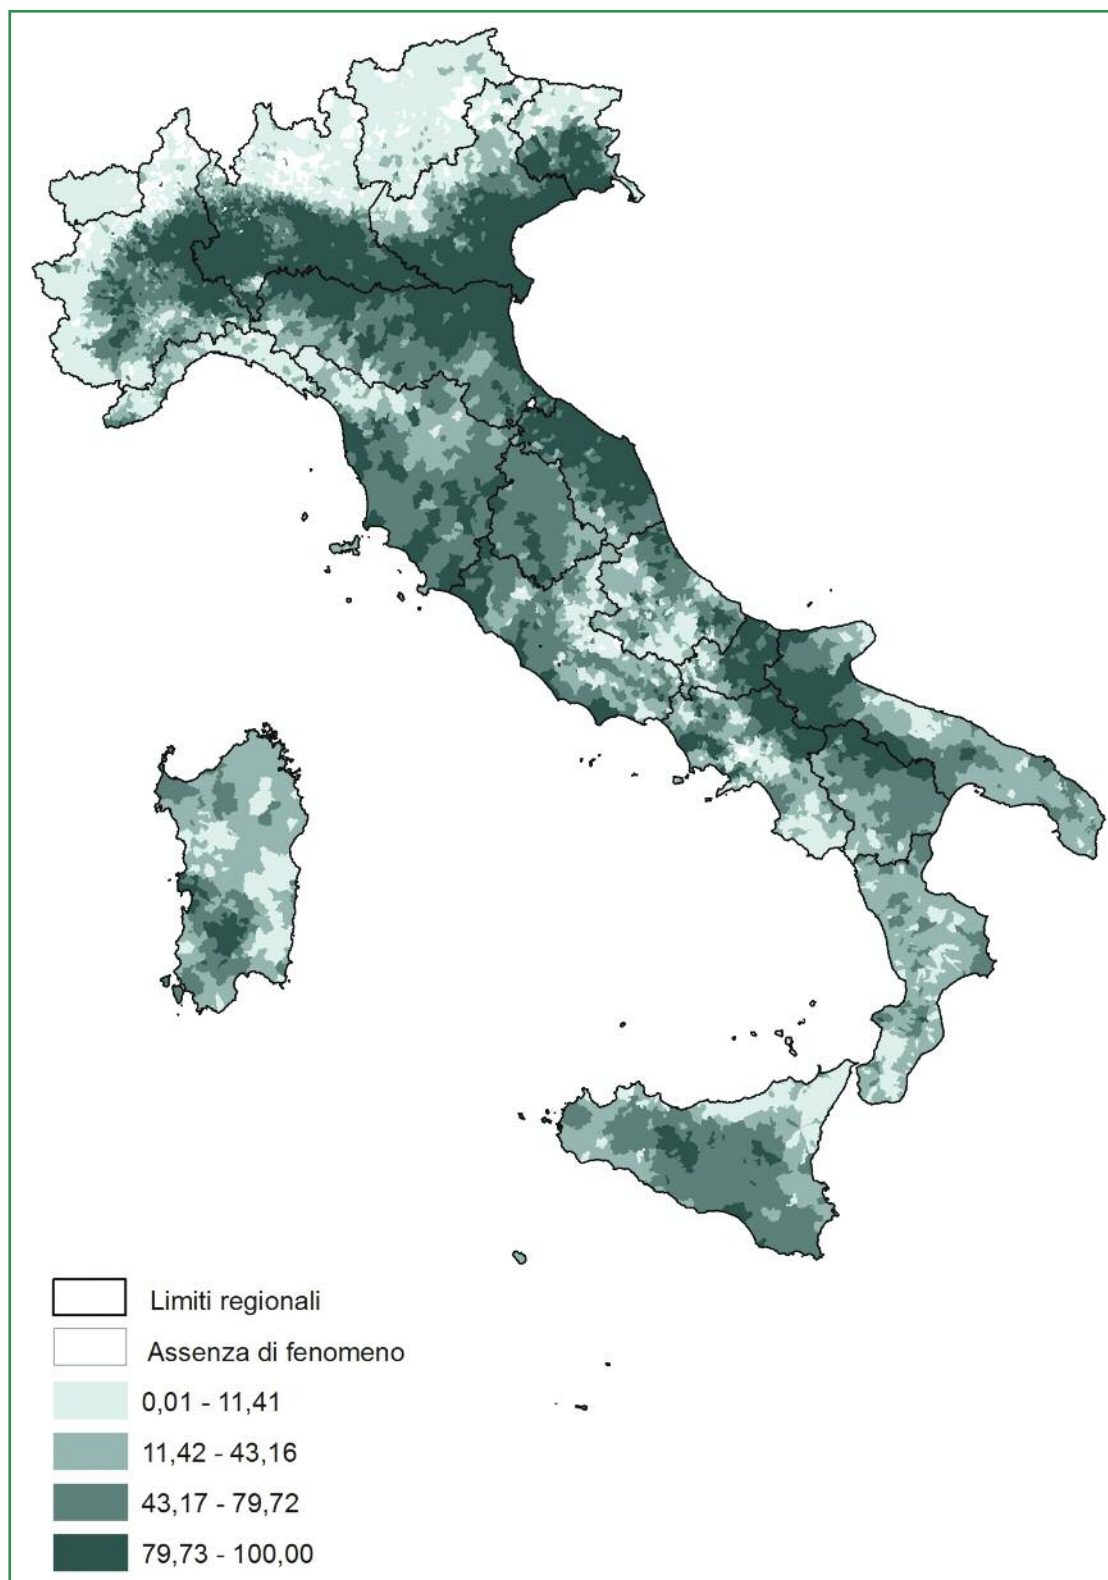 Limiti regionali
Assenza di fenomeno
0,01 - 11,41
11,42 - 43,16
43,17 - 79,72
79,73 - 100,00